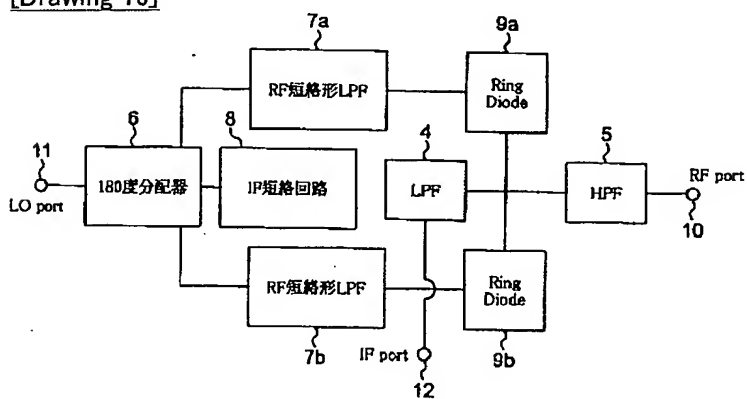 7a
9a
RF短絡形LPF
Ring
Diode
6
8
4
5
11
RF port
180度分配器
IF短絡回路
LPF
HPF
LO port
10
RF短絡形LPF
Ring
Diode
7b
IF port
9b
12